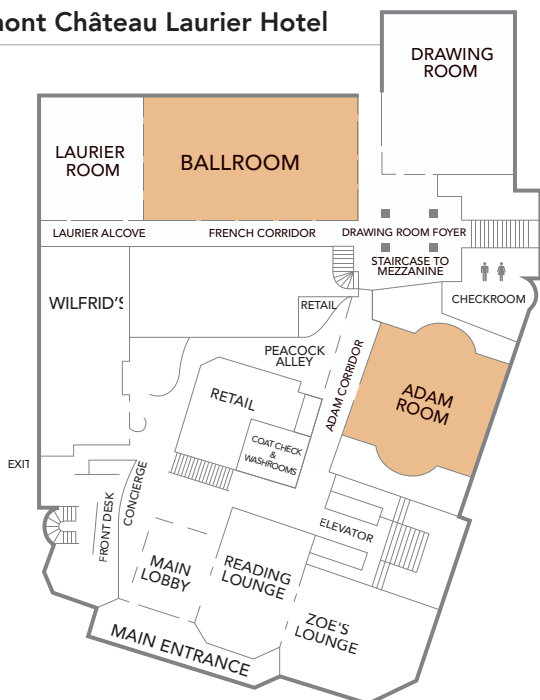 mont Château Laurier Hotel
DRAWING
ROOM
LAURIER
ROOM
BALLROOM
LAURIER ALCOVE
FRENCH CORRIDOR
DRAWING ROOM FOYER
STAIRCASE TO
MEZZANINE
WILFRID'S
RETAIL
CHECKROOM
PEACOCK
ALLEY
ADAM CORRIDOR
ADAM
ROOM
RETAIL
COAT CHECK
&
WASHROOMS
EXIT
CONCIERGE
FRONT DESK
ELEVATOR
MAIN
LOBBY
READING
LOUNGE
ZOE'S
LOUNGE
MAIN ENTRANCE